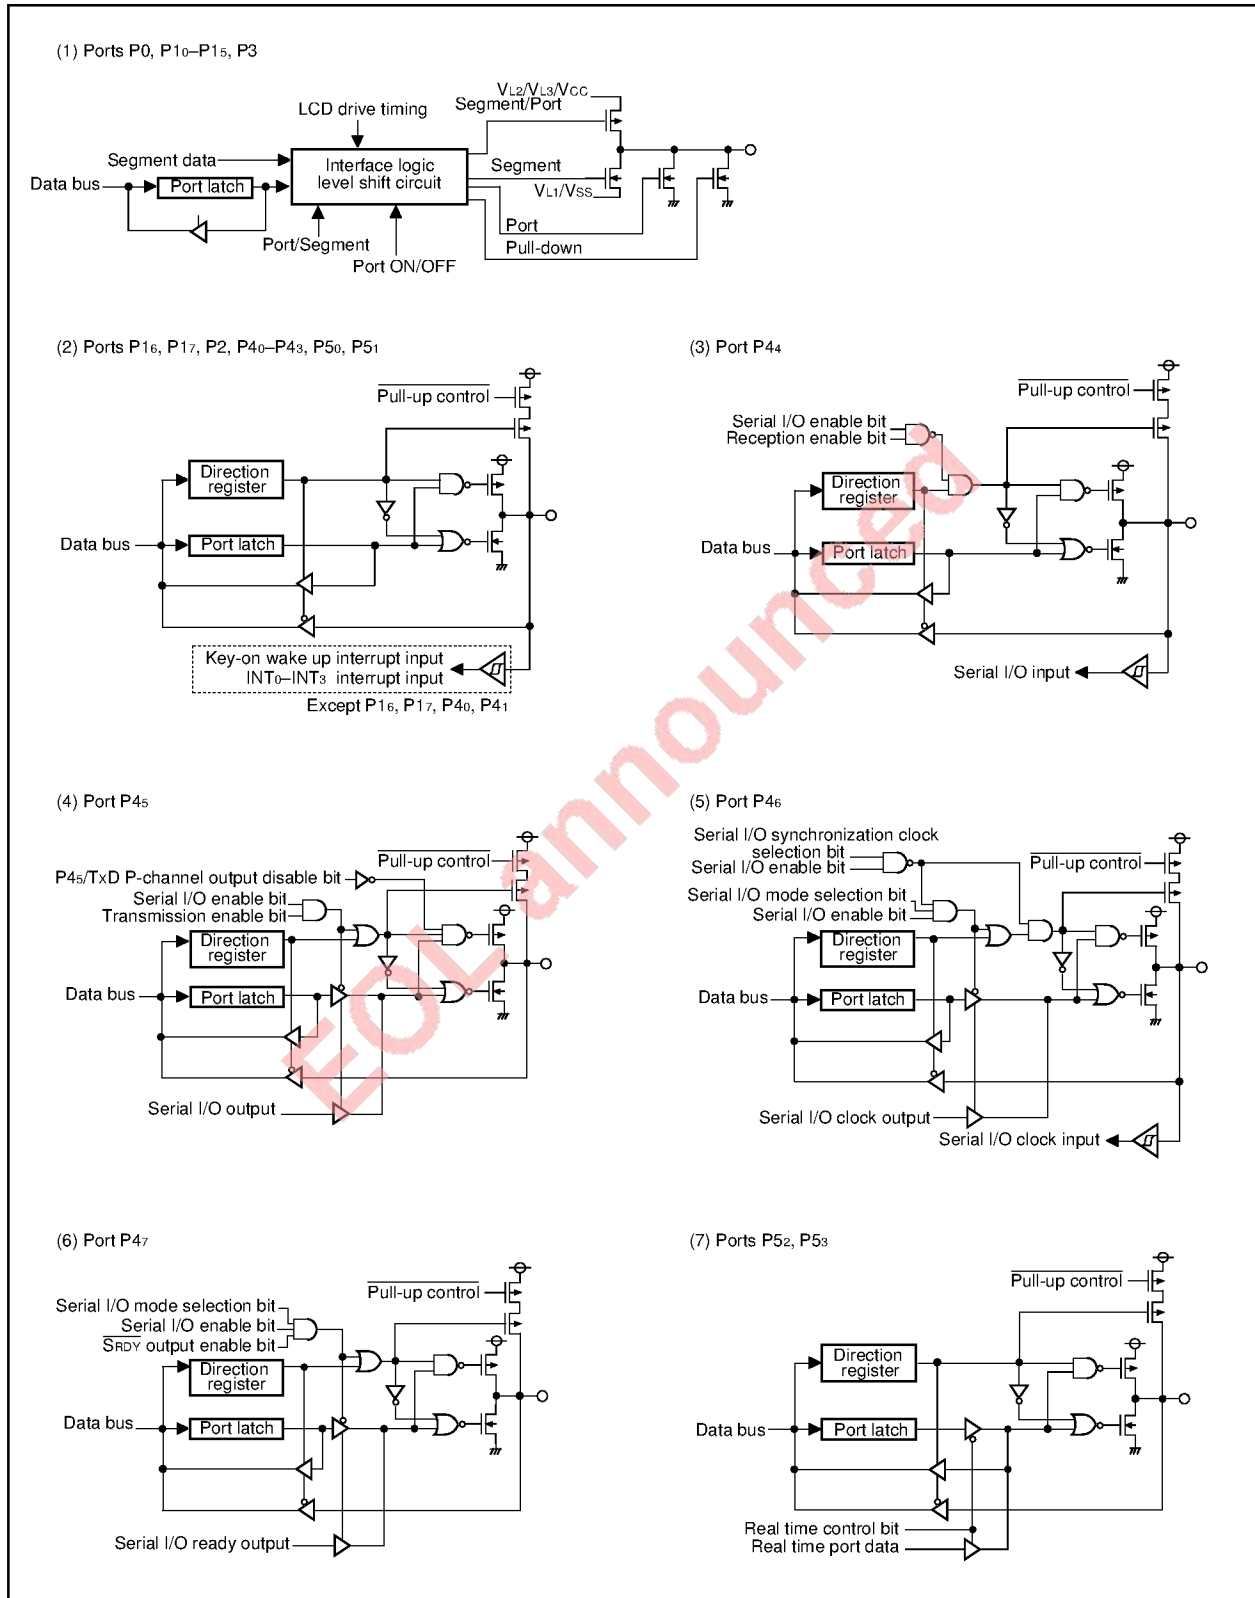 (1) Ports P0, P10–P15, P3
VL2/VL3/VCC
Segment/Port
LCD drive timing
Segment data
Interface logic
level shift circuit
Segment
Data bus
Port latch
VL1/VSS
Port
Port/Segment
Pull-down
Port ON/OFF
(2) Ports P16, P17, P2, P40–P43, P50, P51
Pull-up control
Direction
register
Data bus
Port latch
Key-on wake up interrupt input
INT0–INT3 interrupt input
Except P16, P17, P40, P41
(3) Port P44
Pull-up control
Serial I/O enable bit
Reception enable bit
Direction
register
Data bus
Port latch
Serial I/O input
(4) Port P45
Pull-up control
P45/TxD P-channel output disable bit
Serial I/O enable bit
Transmission enable bit
Direction
register
Data bus
Port latch
Serial I/O output
(5) Port P46
Serial I/O synchronization clock
selection bit
Serial I/O enable bit
Pull-up control
Serial I/O mode selection bit
Serial I/O enable bit
Direction
register
Data bus
Port latch
Serial I/O clock output
Serial I/O clock input
(6) Port P47
Pull-up control
Serial I/O mode selection bit
Serial I/O enable bit
SRDY output enable bit
Direction
register
Data bus
Port latch
Serial I/O ready output
(7) Ports P52, P53
Pull-up control
Direction
register
Data bus
Port latch
Real time control bit
Real time port data
EOL announced